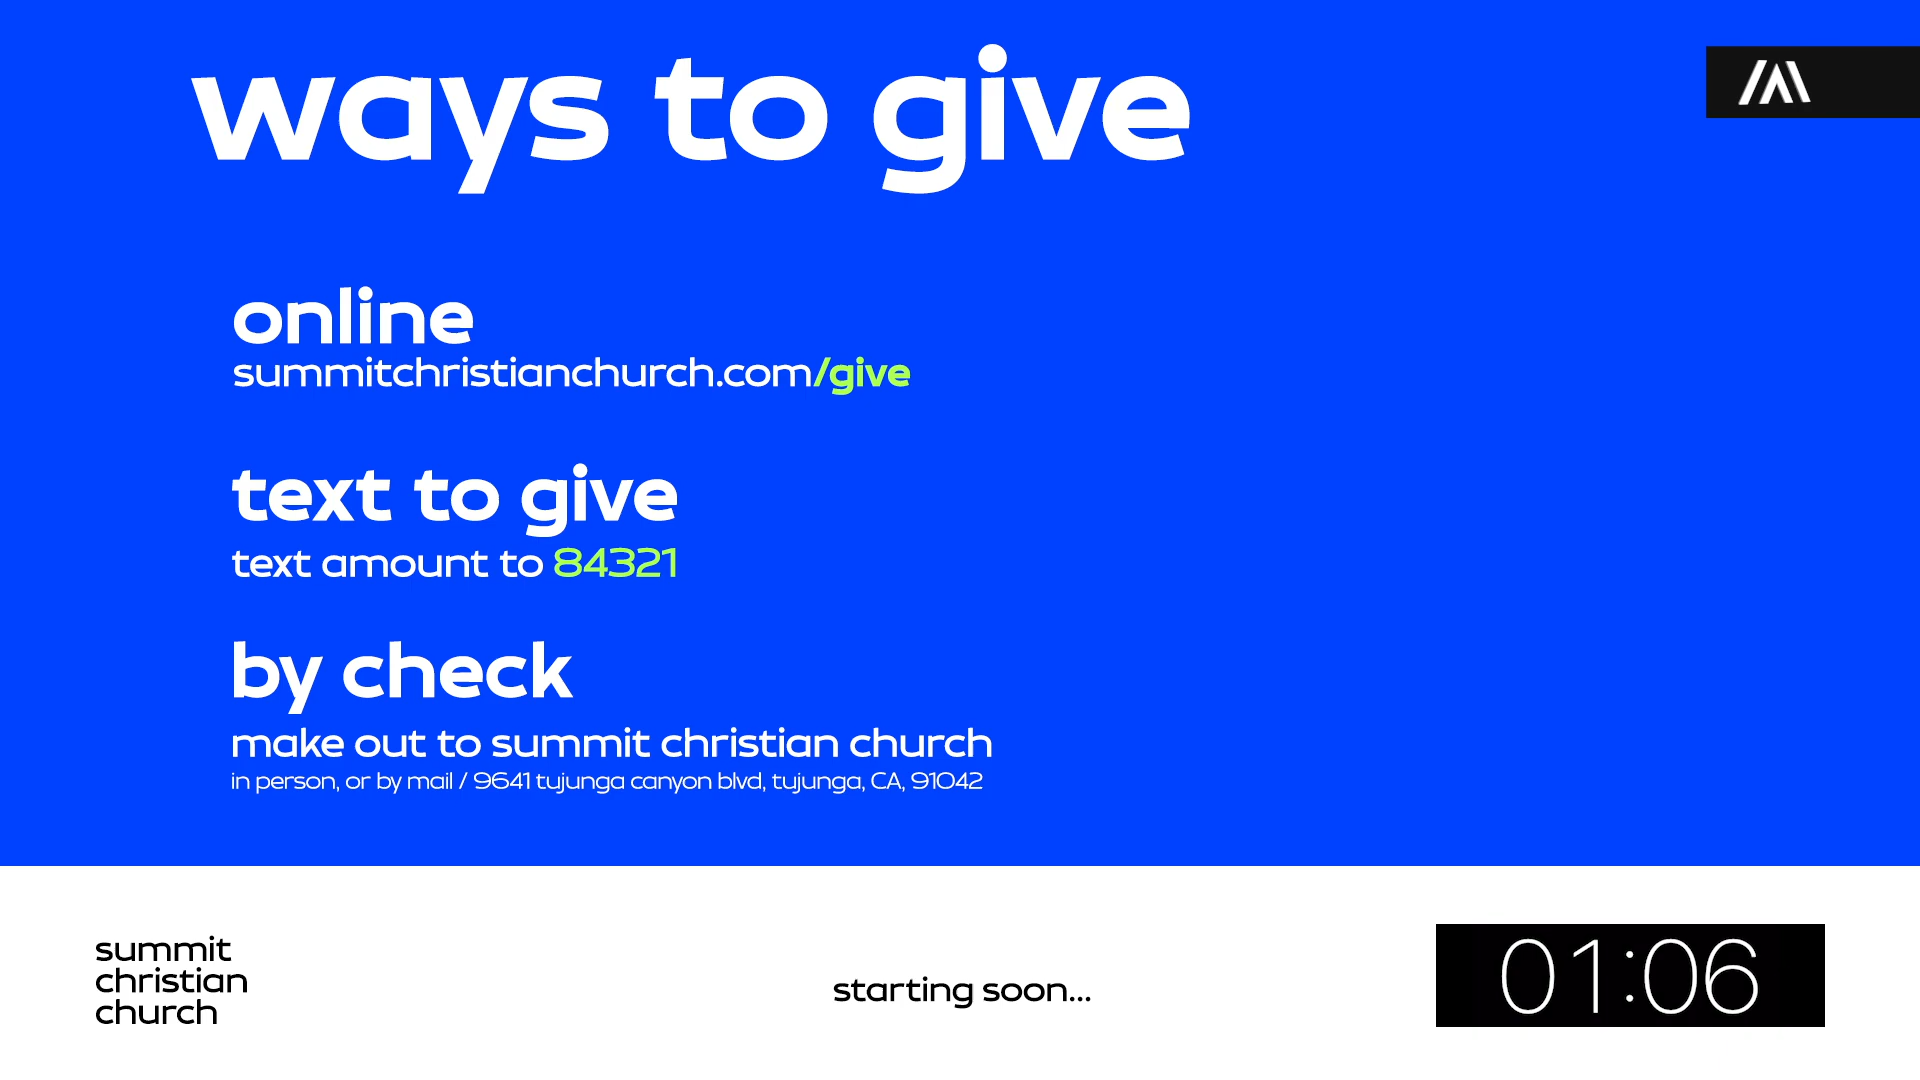 ways to give
online
summitchristianchurch.com/give
text to give
text amount to 84321
by check
make out to summit christian church
in person, or by mail / 9641 tujunga canyon blvd, tujunga, CA, 91042
summit
christian
church
starting soon...
01:06